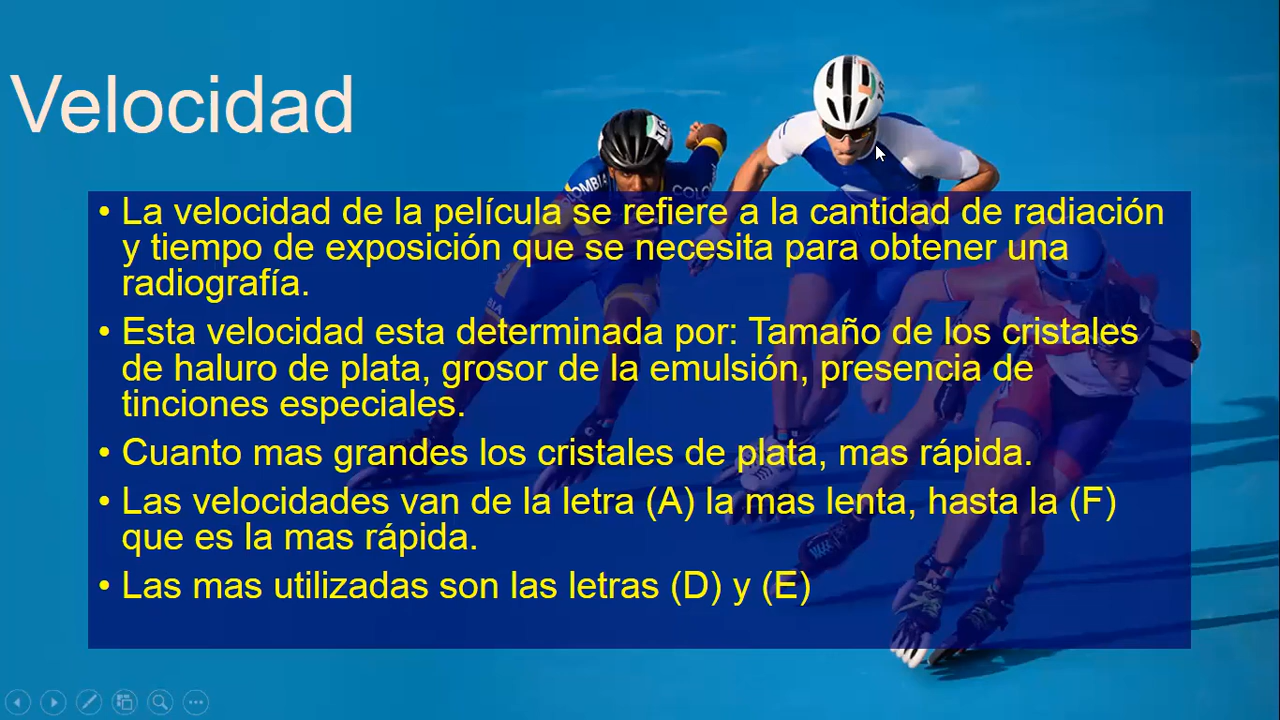 Velocidad
• La velocidad de la película se refiere a la cantidad de radiación
y tiempo de exposición que se necesita para obtener una
radiografía.
• Esta velocidad esta determinada por: Tamaño de los cristales
de haluro de plata, grosor de la emulsión, presencia de
tinciones especiales.
• Cuanto mas grandes los cristales de plata, mas rápida.
• Las velocidades van de la letra (A) la mas lenta, hasta la (F)
que es la mas rápida.
• Las mas utilizadas son las letras (D) y (E)